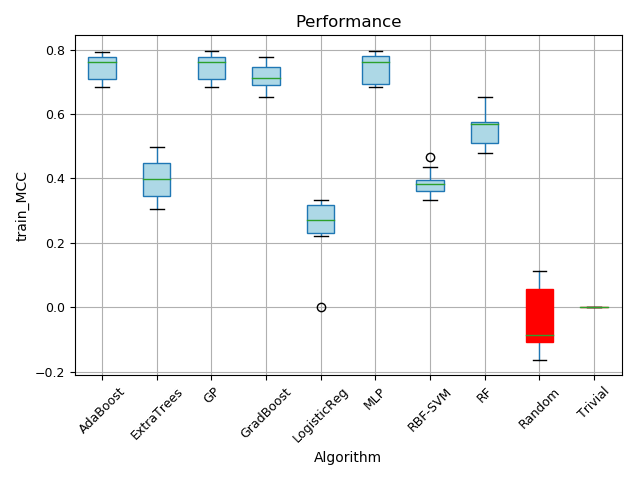 Performance
0.8
0.6
0.4
0.2
0.0
−0.2
train_MCC
AdaBoost
ExtraTrees
GP
GradBoost
LogisticReg
MLP
RBF-SVM
RF
Random
Trivial
Algorithm